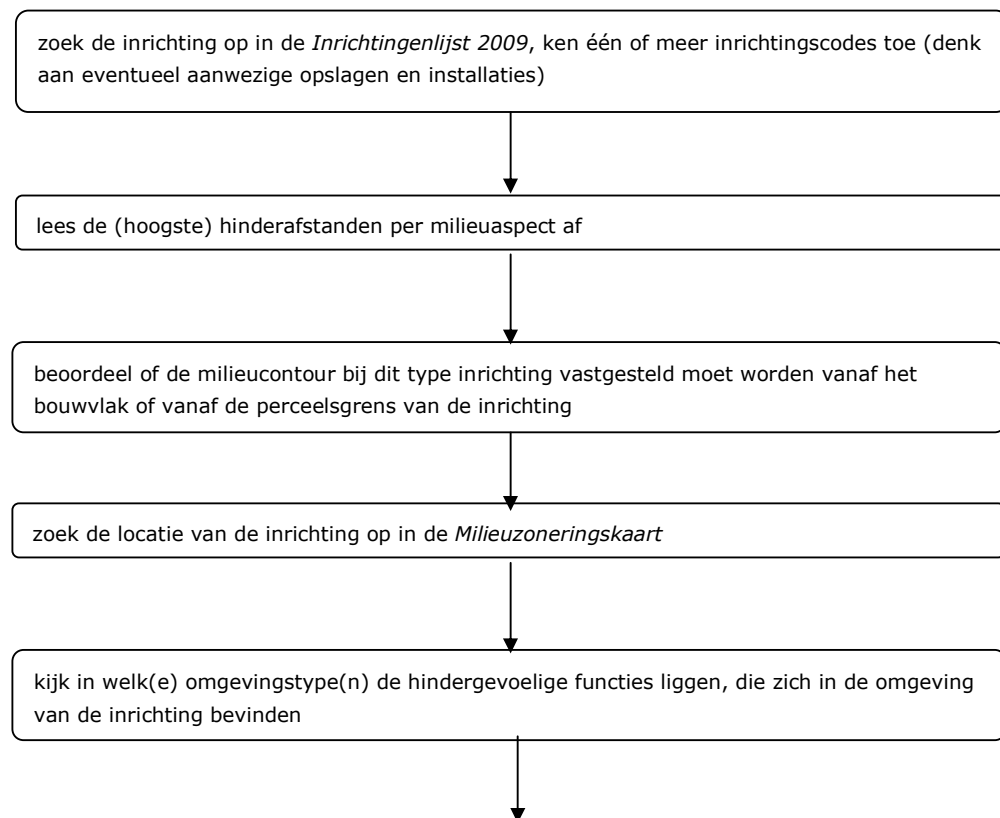 zoek de inrichting op in de Inrichtingenlijst 2009, ken één of meer inrichtingscodes toe (denk
aan eventueel aanwezige opslagen en installaties)
lees de (hoogste) hinderafstanden per milieuaspect af
beoordeel of de milieucontour bij dit type inrichting vastgesteld moet worden vanaf het
bouwvlak of vanaf de perceelsgrens van de inrichting
zoek de locatie van de inrichting op in de Milieuzoneringskaart
kijk in welk(e) omgevingstype(n) de hindergevoelige functies liggen, die zich in de omgeving
van de inrichting bevinden